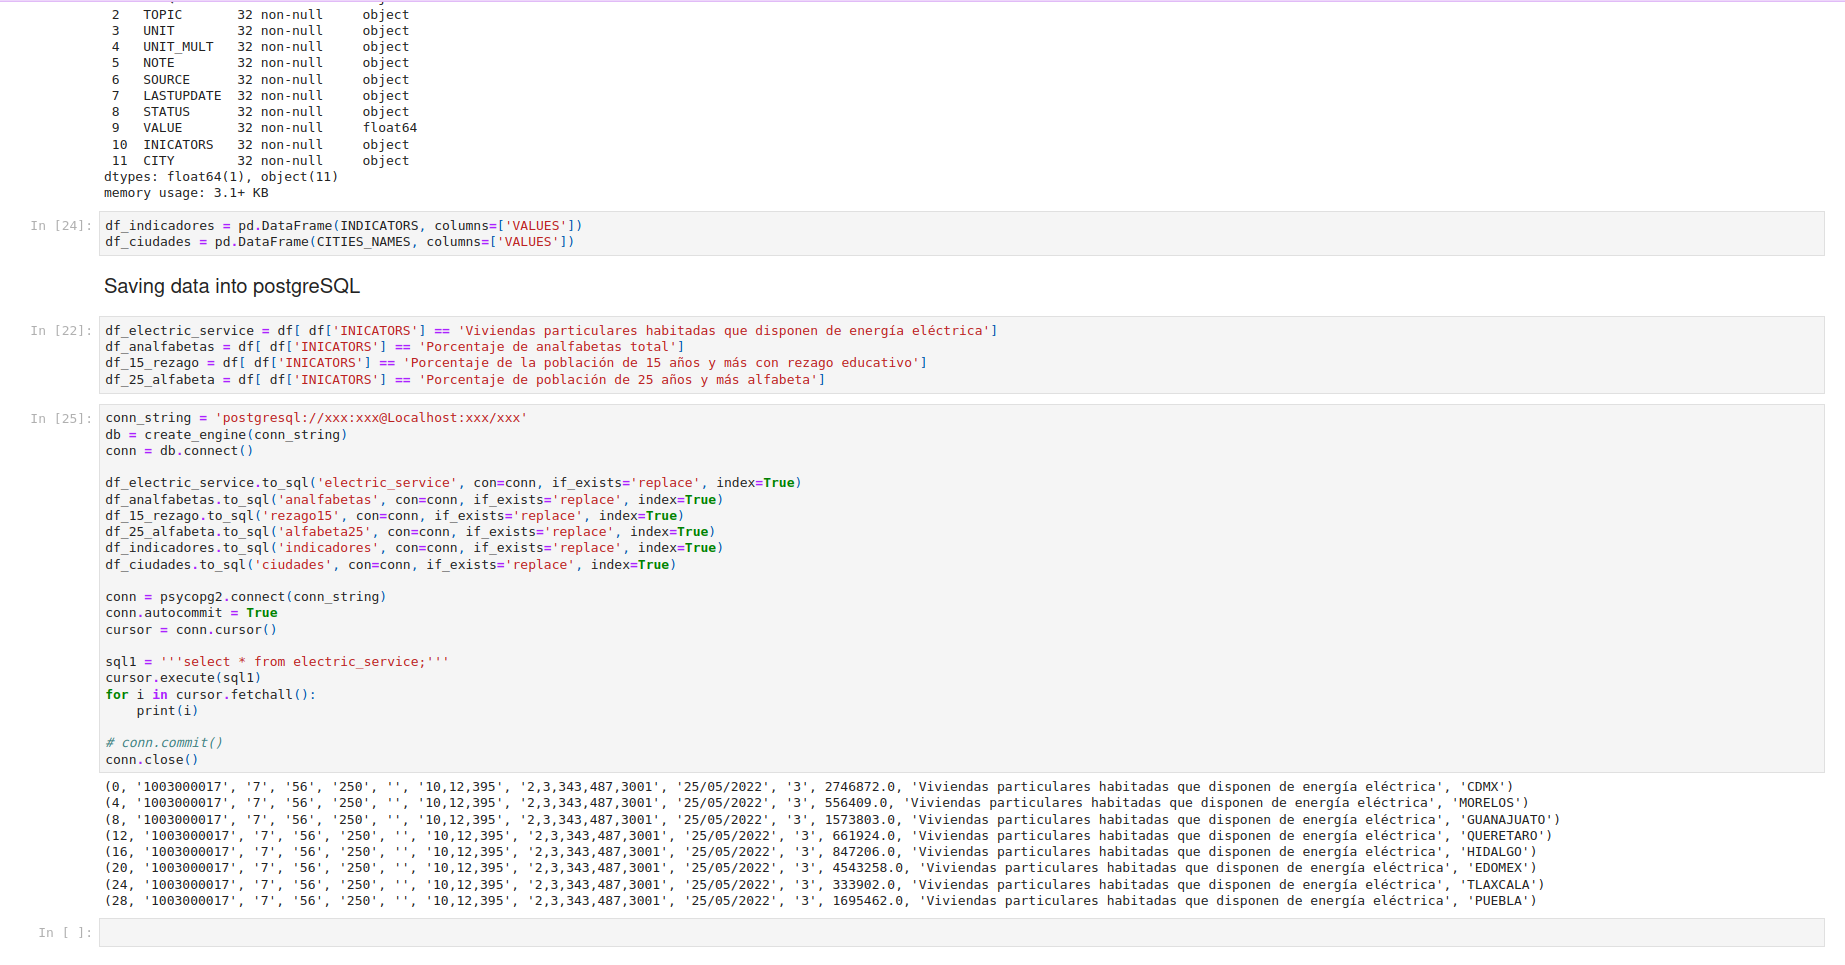 2 TOPIC 32 non-null object
3 UNIT 32 non-null object
4 UNIT_MULT 32 non-null object
5 NOTE 32 non-null object
6 SOURCE 32 non-null object
7 LASTUPDATE 32 non-null object
8 STATUS 32 non-null object
9 VALUE 32 non-null float64
10 INICATORS 32 non-null object
11 CITY 32 non-null object
dtypes: float64(1), object(11)
memory usage: 3.1+ KB
In [24]: df_indicadores = pd.DataFrame(INDICATORS, columns=['VALUES'])
df_ciudades = pd.DataFrame(CITIES_NAMES, columns=['VALUES'])
Saving data into postgreSQL
In [22]: df_electric_service = df[ df['INICATORS'] == 'Viviendas particulares habitadas que disponen de energía eléctrica']
df_analfabetas = df[ df['INICATORS'] == 'Porcentaje de analfabetas total']
df_15_rezago = df[ df['INICATORS'] == 'Porcentaje de la población de 15 años y más con rezago educativo']
df_25_alfabeta = df[ df['INICATORS'] == 'Porcentaje de población de 25 años y más alfabeta']
In [25]: conn_string = 'postgresql://xxx:xxx@Localhost:xxx/xxx'
db = create_engine(conn_string)
conn = db.connect()
df_electric_service.to_sql('electric_service', con=conn, if_exists='replace', index=True)
df_analfabetas.to_sql('analfabetas', con=conn, if_exists='replace', index=True)
df_15_rezago.to_sql('rezago15', con=conn, if_exists='replace', index=True)
df_25_alfabeta.to_sql('alfabeta25', con=conn, if_exists='replace', index=True)
df_indicadores.to_sql('indicadores', con=conn, if_exists='replace', index=True)
df_ciudades.to_sql('ciudades', con=conn, if_exists='replace', index=True)
conn = psycopg2.connect(conn_string)
conn.autocommit = True
cursor = conn.cursor()
sql1 = '''select * from electric_service;'''
cursor.execute(sql1)
for i in cursor.fetchall():
    print(i)
# conn.commit()
conn.close()
(0, '1003000017', '7', '56', '250', '', '10,12,395', '2,3,343,487,3001', '25/05/2022', '3', 2746872.0, 'Viviendas particulares habitadas que disponen de energía eléctrica', 'CDMX')
(4, '1003000017', '7', '56', '250', '', '10,12,395', '2,3,343,487,3001', '25/05/2022', '3', 556409.0, 'Viviendas particulares habitadas que disponen de energía eléctrica', 'MORELOS')
(8, '1003000017', '7', '56', '250', '', '10,12,395', '2,3,343,487,3001', '25/05/2022', '3', 1573803.0, 'Viviendas particulares habitadas que disponen de energía eléctrica', 'GUANAJUATO')
(12, '1003000017', '7', '56', '250', '', '10,12,395', '2,3,343,487,3001', '25/05/2022', '3', 661924.0, 'Viviendas particulares habitadas que disponen de energía eléctrica', 'QUERETARO')
(16, '1003000017', '7', '56', '250', '', '10,12,395', '2,3,343,487,3001', '25/05/2022', '3', 847206.0, 'Viviendas particulares habitadas que disponen de energía eléctrica', 'HIDALGO')
(20, '1003000017', '7', '56', '250', '', '10,12,395', '2,3,343,487,3001', '25/05/2022', '3', 4543258.0, 'Viviendas particulares habitadas que disponen de energía eléctrica', 'EDOMEX')
(24, '1003000017', '7', '56', '250', '', '10,12,395', '2,3,343,487,3001', '25/05/2022', '3', 333902.0, 'Viviendas particulares habitadas que disponen de energía eléctrica', 'TLAXCALA')
(28, '1003000017', '7', '56', '250', '', '10,12,395', '2,3,343,487,3001', '25/05/2022', '3', 1695462.0, 'Viviendas particulares habitadas que disponen de energía eléctrica', 'PUEBLA')
In [ ]: